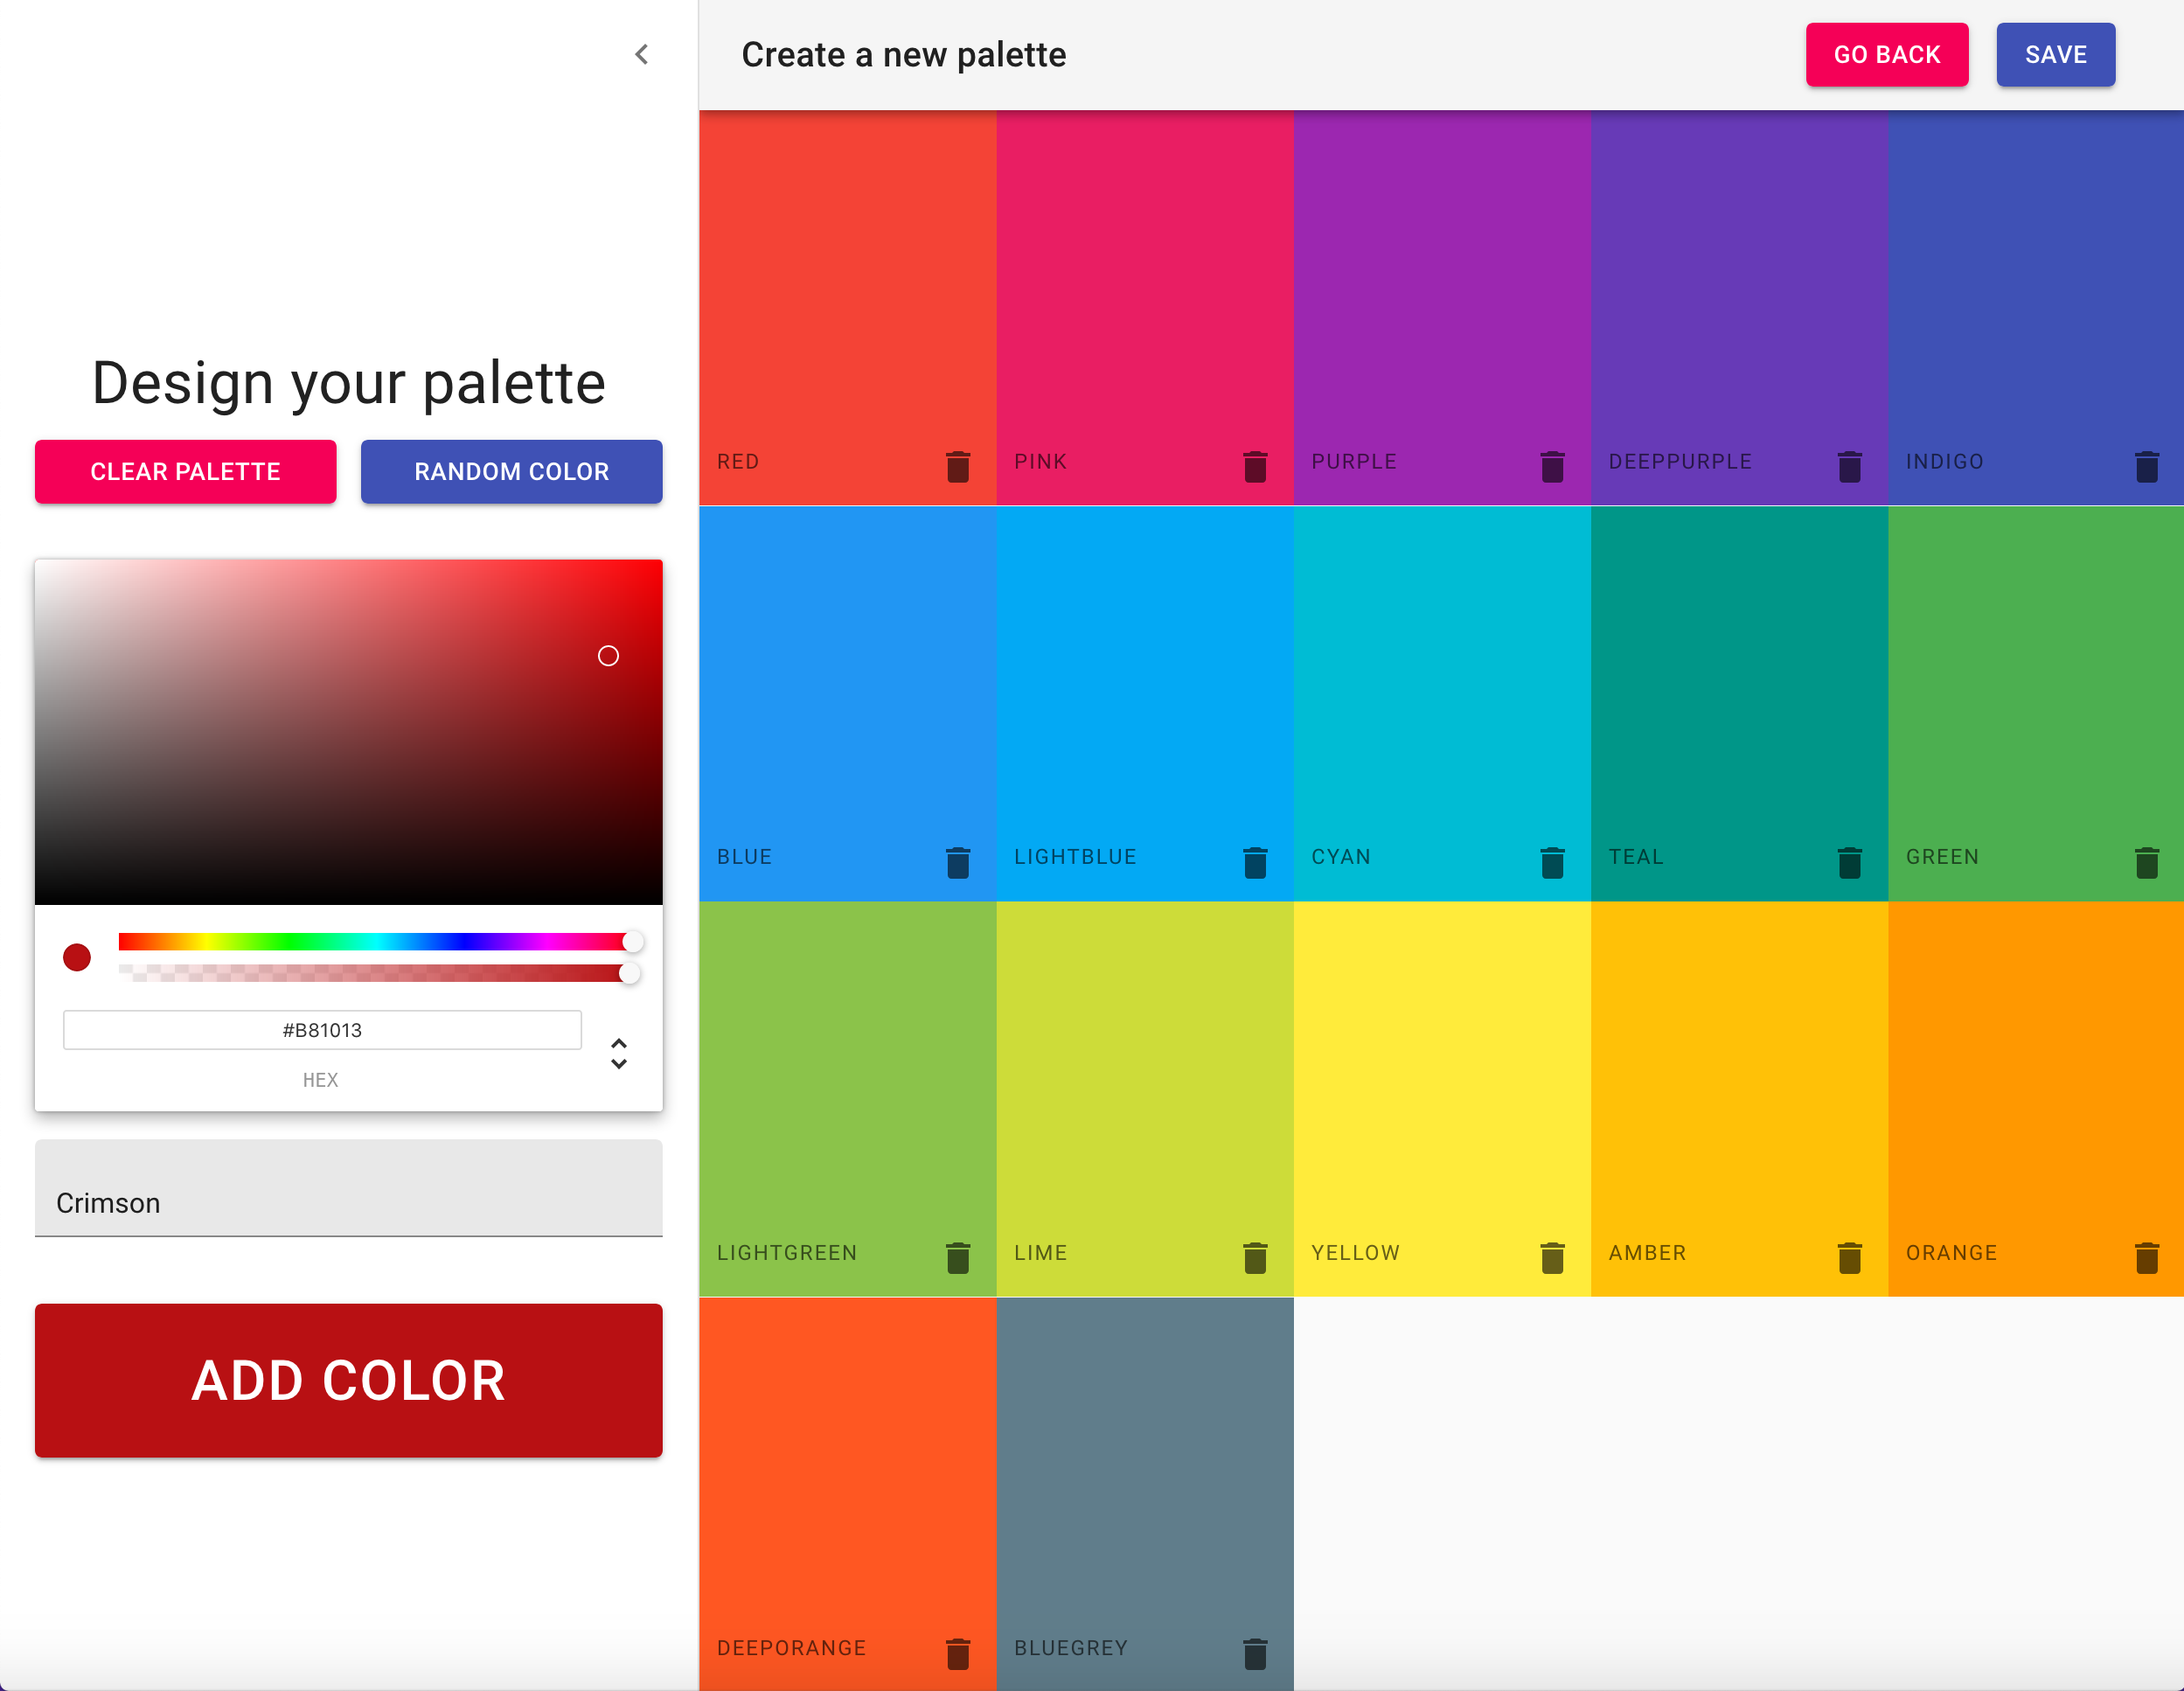 Create a new palette
GO BACK
SAVE
Design your palette
CLEAR PALETTE
RANDOM COLOR
#B81013
HEX
Crimson
ADD COLOR
RED
PINK
PURPLE
DEEPPURPLE
INDIGO
BLUE
LIGHTBLUE
CYAN
TEAL
GREEN
LIGHTGREEN
LIME
YELLOW
AMBER
ORANGE
DEEPORANGE
BLUEGREY